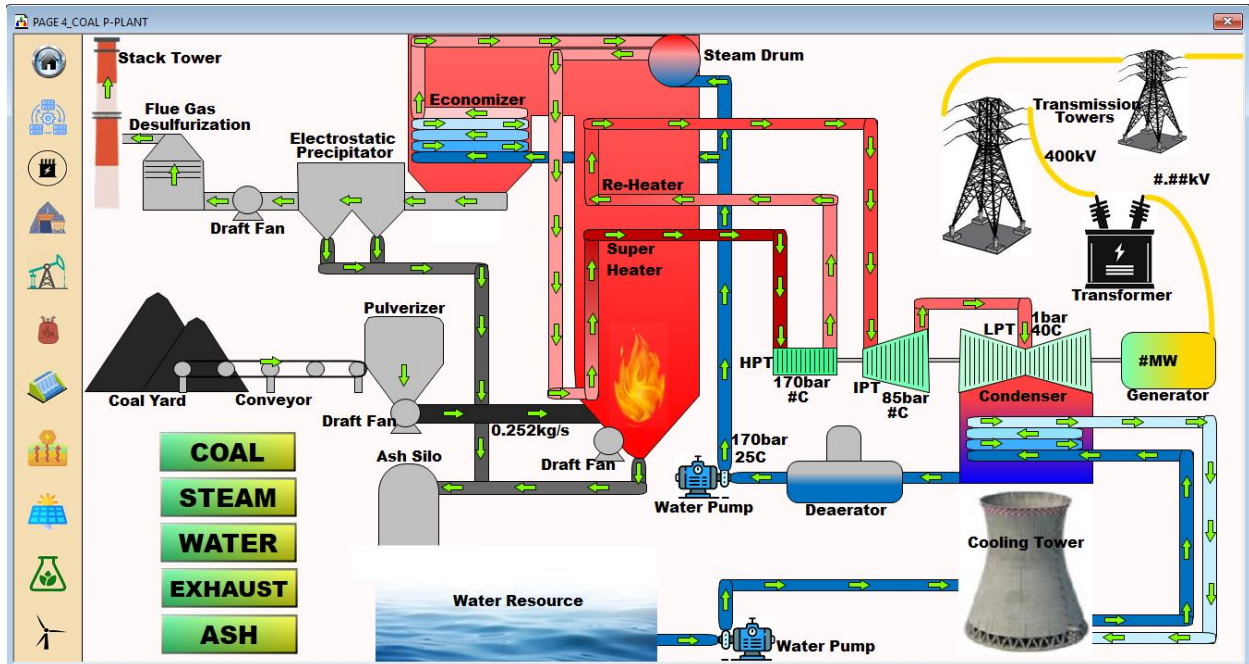 PAGE 4_COAL P-PLANT
Stack Tower
Flue Gas
Desulfurization
Electrostatic
Precipitator
Economizer
Steam Drum
Transmission
Towers
400kV
#.##kV
Draft Fan
Re-Heater
Super
Heater
Transformer
Pulverizer
LPT
1bar
40C
HPT
170bar
#C
IPT
85bar
#C
#MW
Generator
Condenser
Coal Yard
Conveyor
Draft Fan
0.252kg/s
Draft Fan
Ash Silo
170bar
25C
Water Pump
Deaerator
COAL
STEAM
WATER
EXHAUST
ASH
Cooling Tower
Water Resource
Water Pump